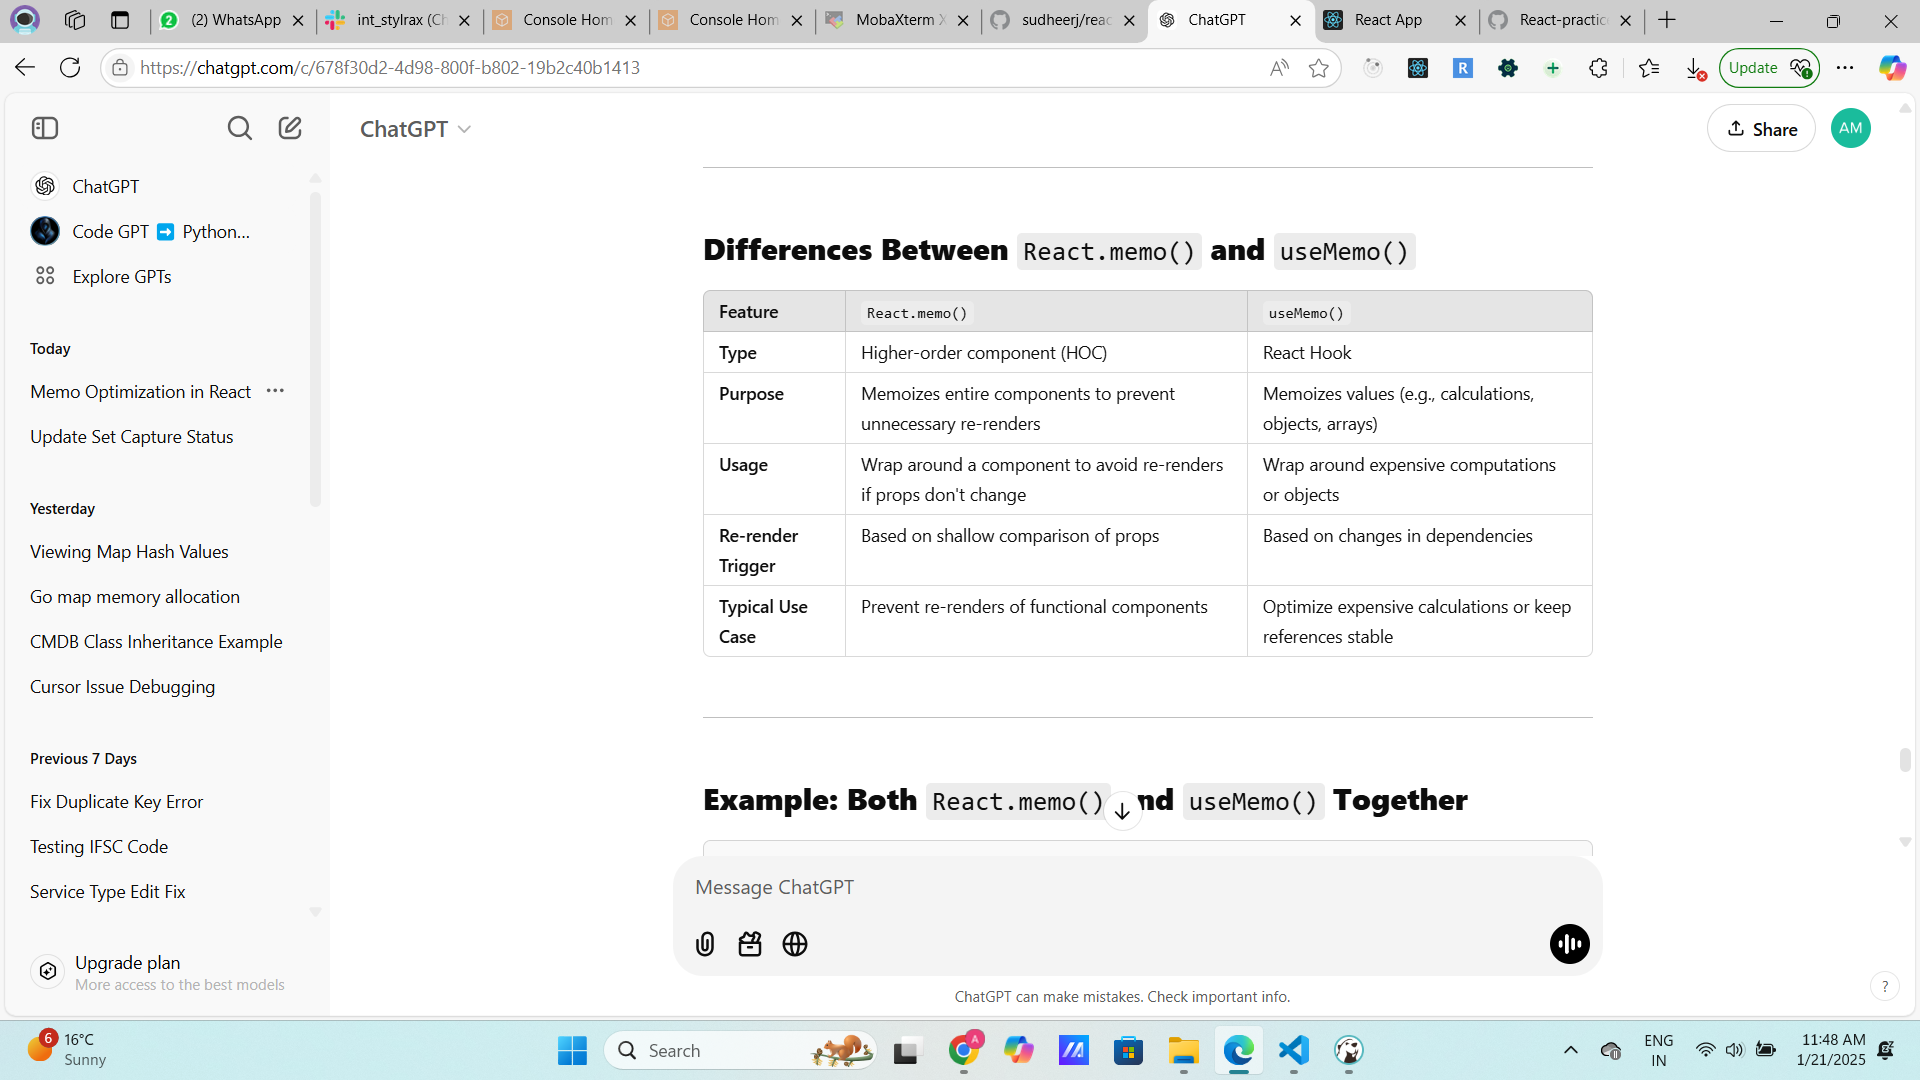 (2) WhatsApp
int_stylrax (Ch
Console Hom
Console Hom
MobaXterm X
sudheerj/reac
ChatGPT
React App
React-practic
https://chatgpt.com/c/678f30d2-4d98-800f-b802-19b2c40b1413
Update
ChatGPT
Share
AM
ChatGPT
Code GPT ➡️ Python...
Explore GPTs
Today
Memo Optimization in React
Update Set Capture Status
Yesterday
Viewing Map Hash Values
Go map memory allocation
CMDB Class Inheritance Example
Cursor Issue Debugging
Previous 7 Days
Fix Duplicate Key Error
Testing IFSC Code
Service Type Edit Fix
Upgrade plan
More access to the best models
Differences Between React.memo() and useMemo()
Feature React.memo() useMemo()
Type Higher-order component (HOC) React Hook
Purpose Memoizes entire components to prevent Memoizes values (e.g., calculations,
unnecessary re-renders objects, arrays)
Usage Wrap around a component to avoid re-renders Wrap around expensive computations
if props don't change or objects
Re-render Based on shallow comparison of props Based on changes in dependencies
Trigger
Typical Use Prevent re-renders of functional components Optimize expensive calculations or keep
Case references stable
Example: Both React.memo() and useMemo() Together
Message ChatGPT
ChatGPT can make mistakes. Check important info.
?
6
16°C
Sunny
Search
A
ENG
IN
11:48 AM
1/21/2025